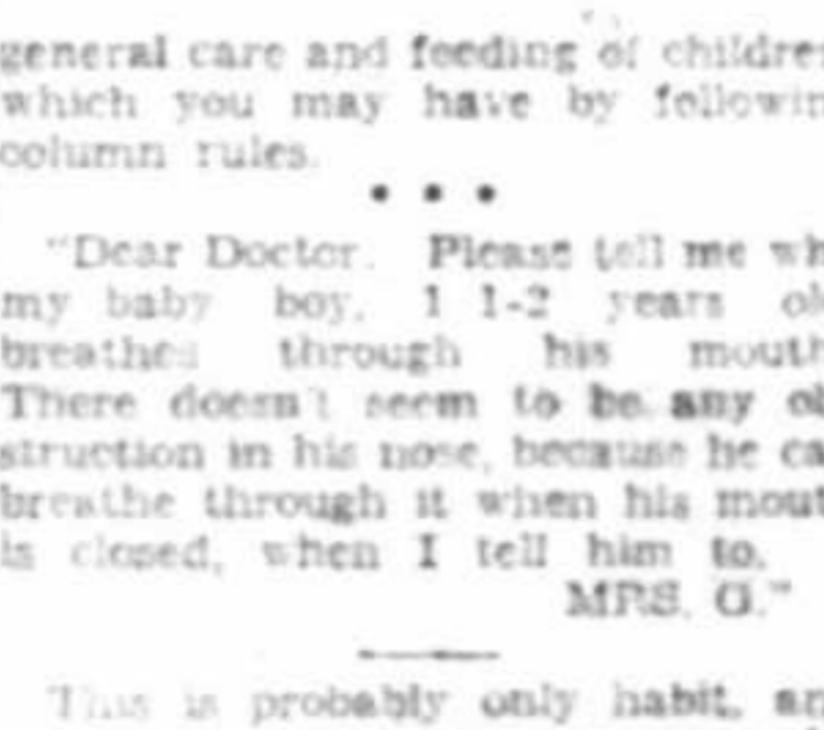 general care and feeding of childre
which you may have by followin
column rules.
• • •
"Dear Doctor. Please tell me wh
my baby boy, 1 1-2 years ol
breathes through his mouth
There doesn't seem to be any ob
struction in his nose, because he ca
breathe through it when his mout
is closed, when I tell him to.
MRS. G."
This is probably only habit, an